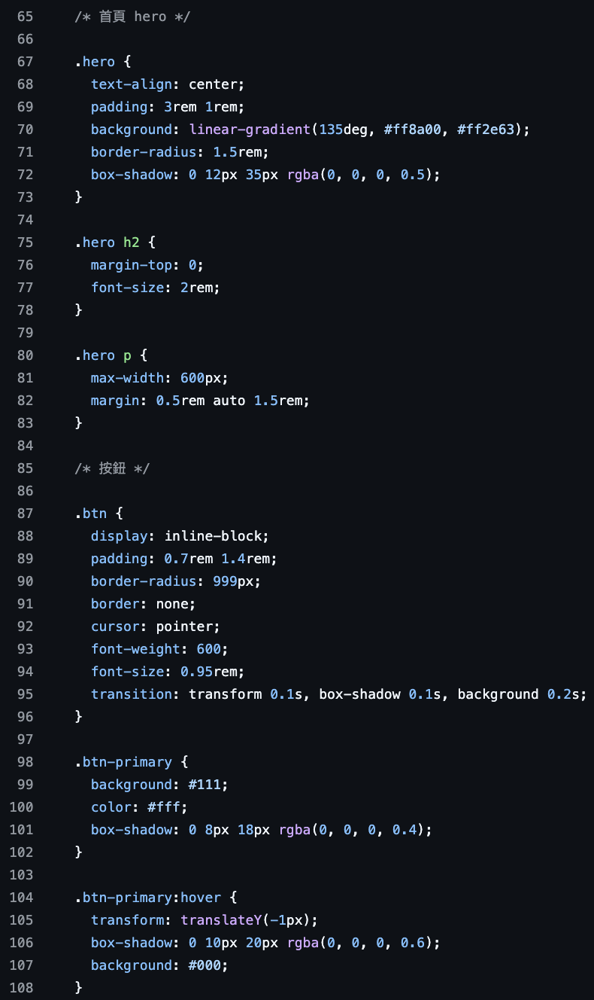 65 /* 首頁 hero */
66
67 .hero {
68 text-align: center;
69 padding: 3rem 1rem;
70 background: linear-gradient(135deg, #ff8a00, #ff2e63);
71 border-radius: 1.5rem;
72 box-shadow: 0 12px 35px rgba(0, 0, 0, 0.5);
73 }
74
75 .hero h2 {
76 margin-top: 0;
77 font-size: 2rem;
78 }
79
80 .hero p {
81 max-width: 600px;
82 margin: 0.5rem auto 1.5rem;
83 }
84
85 /* 按鈕 */
86
87 .btn {
88 display: inline-block;
89 padding: 0.7rem 1.4rem;
90 border-radius: 999px;
91 border: none;
92 cursor: pointer;
93 font-weight: 600;
94 font-size: 0.95rem;
95 transition: transform 0.1s, box-shadow 0.1s, background 0.2s;
96 }
97
98 .btn-primary {
99 background: #111;
100 color: #fff;
101 box-shadow: 0 8px 18px rgba(0, 0, 0, 0.4);
102 }
103
104 .btn-primary:hover {
105 transform: translateY(-1px);
106 box-shadow: 0 10px 20px rgba(0, 0, 0, 0.6);
107 background: #000;
108 }